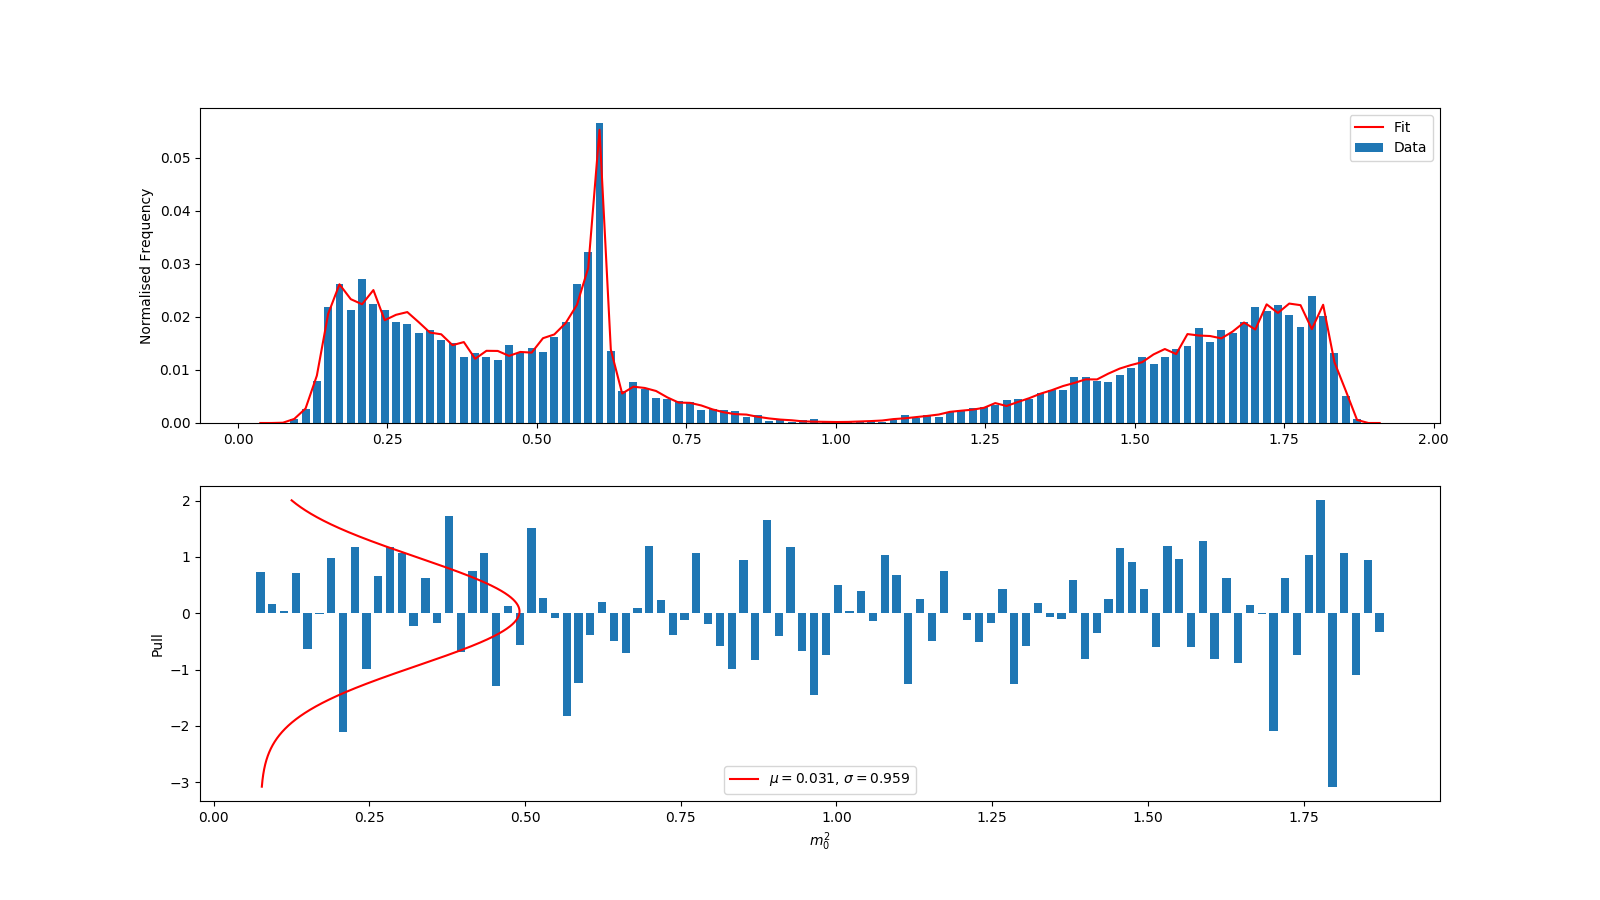 Normalised Frequency
0.05
0.04
0.03
0.02
0.01
0.00
Fit
Data
0.00 0.25 0.50 0.75 1.00 1.25 1.50 1.75 2.00
Pull
2
1
0
−1
−2
−3
μ = 0.031, σ = 0.959
0.00 0.25 0.50 0.75 1.00 1.25 1.50 1.75
m₀²